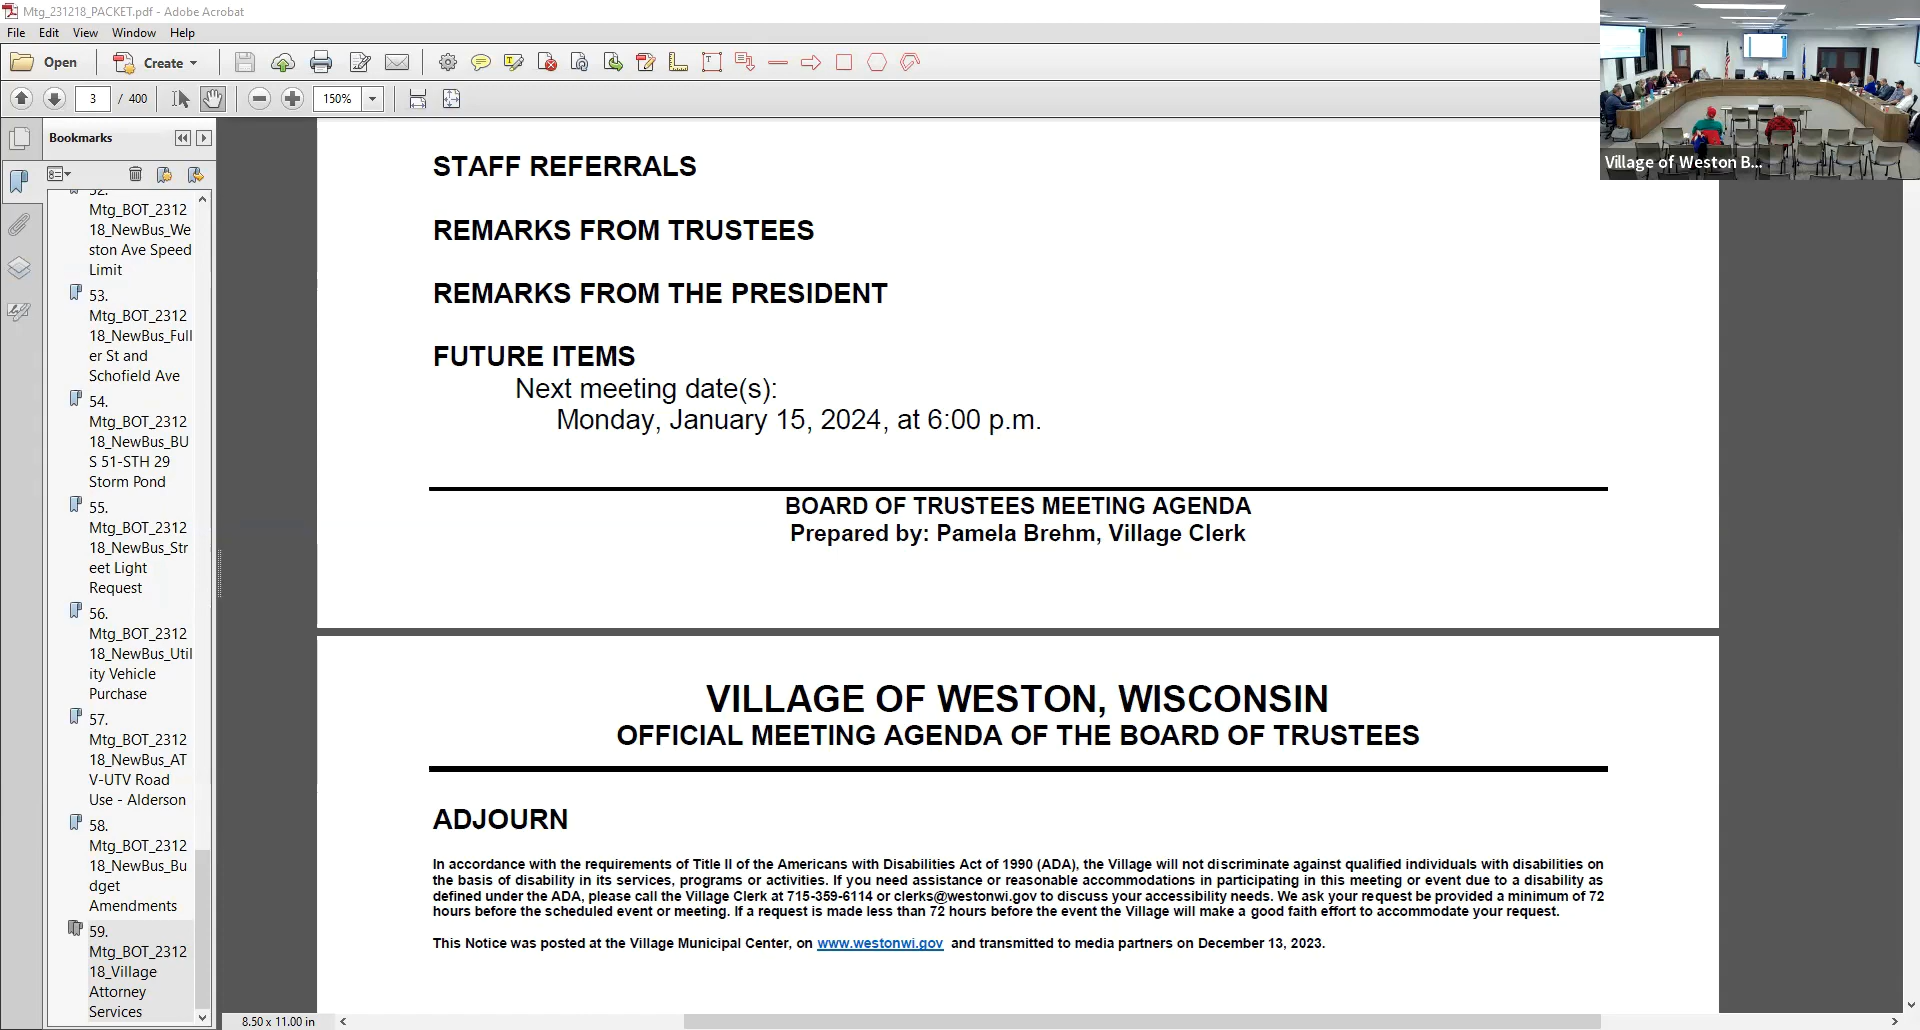 Mtg_231218_PACKET.pdf - Adobe Acrobat
File Edit View Window Help
Open Create
3 / 400 150%
Bookmarks
52.
Mtg_BOT_2312
18_NewBus_We
ston Ave Speed
Limit
53.
Mtg_BOT_2312
18_NewBus_Full
er St and
Schofield Ave
54.
Mtg_BOT_2312
18_NewBus_BU
S 51-STH 29
Storm Pond
55.
Mtg_BOT_2312
18_NewBus_Str
eet Light
Request
56.
Mtg_BOT_2312
18_NewBus_Util
ity Vehicle
Purchase
57.
Mtg_BOT_2312
18_NewBus_AT
V-UTV Road
Use - Alderson
58.
Mtg_BOT_2312
18_NewBus_Bu
dget
Amendments
59.
Mtg_BOT_2312
18_Village
Attorney
Services
STAFF REFERRALS
REMARKS FROM TRUSTEES
REMARKS FROM THE PRESIDENT
FUTURE ITEMS
Next meeting date(s):
Monday, January 15, 2024, at 6:00 p.m.
BOARD OF TRUSTEES MEETING AGENDA
Prepared by: Pamela Brehm, Village Clerk
VILLAGE OF WESTON, WISCONSIN
OFFICIAL MEETING AGENDA OF THE BOARD OF TRUSTEES
ADJOURN
In accordance with the requirements of Title II of the Americans with Disabilities Act of 1990 (ADA), the Village will not discriminate against qualified individuals with disabilities on
the basis of disability in its services, programs or activities. If you need assistance or reasonable accommodations in participating in this meeting or event due to a disability as
defined under the ADA, please call the Village Clerk at 715-359-6114 or clerks@westonwi.gov to discuss your accessibility needs. We ask your request be provided a minimum of 72
hours before the scheduled event or meeting. If a request is made less than 72 hours before the event the Village will make a good faith effort to accommodate your request.
This Notice was posted at the Village Municipal Center, on www.westonwi.gov and transmitted to media partners on December 13, 2023.
8.50 x 11.00 in
Village of Weston B...